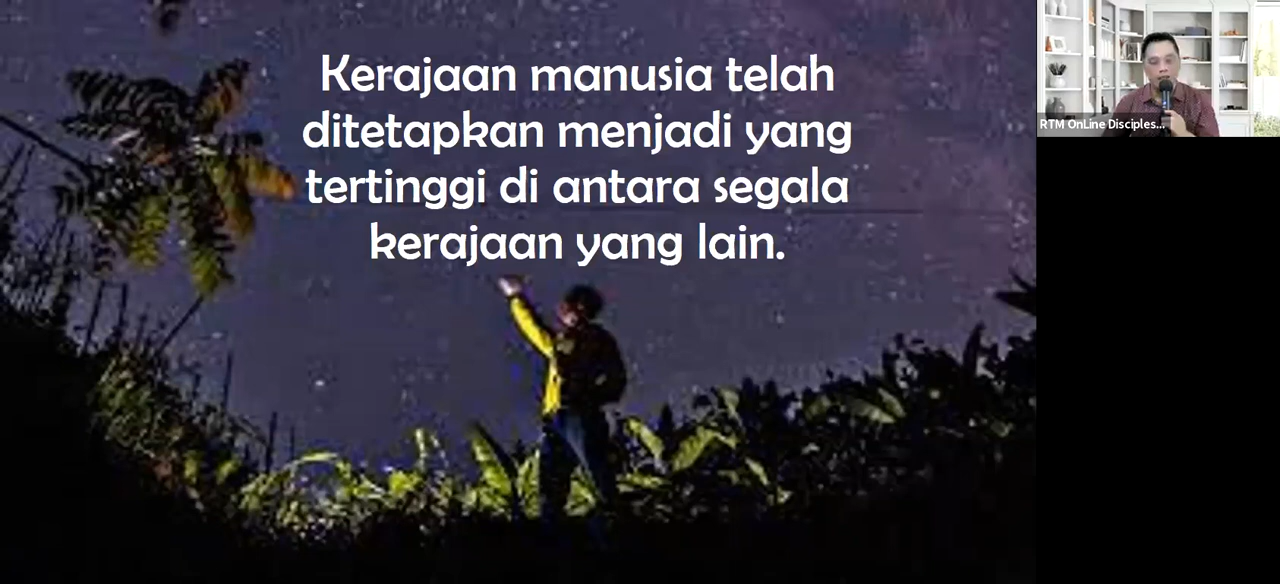 Kerajaan manusia telah
ditetapkan menjadi yang
tertinggi di antara segala
kerajaan yang lain.
RTM OnLine Disciples...